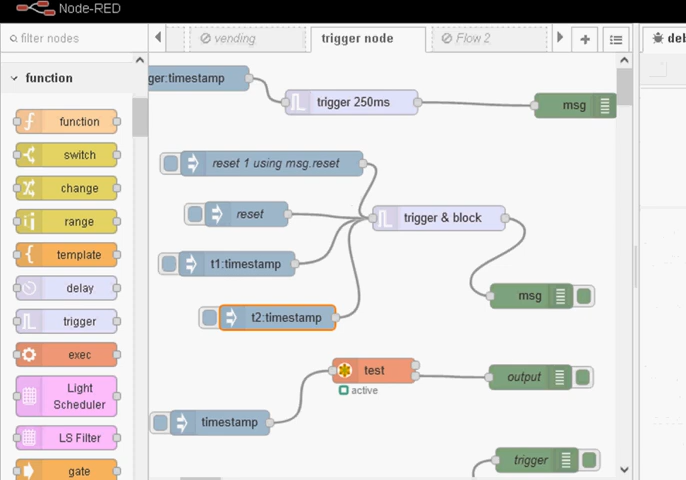 Node-RED
filter nodes
vending
trigger node
Flow 2
function
ger:timestamp
trigger 250ms
msg
function
switch
change
range
template
delay
trigger
exec
Light
Scheduler
LS Filter
gate
reset 1 using msg.reset
reset
trigger & block
t1:timestamp
msg
t2:timestamp
test
active
output
timestamp
trigger